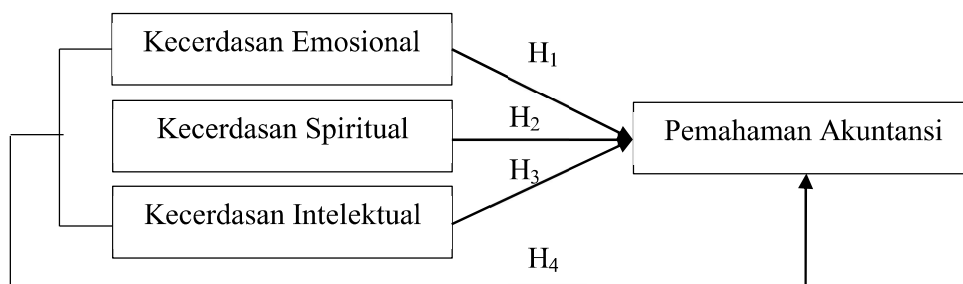 Kecerdasan Emosional
H₁
Kecerdasan Spiritual
H₂
Pemahaman Akuntansi
H₃
Kecerdasan Intelektual
H₄